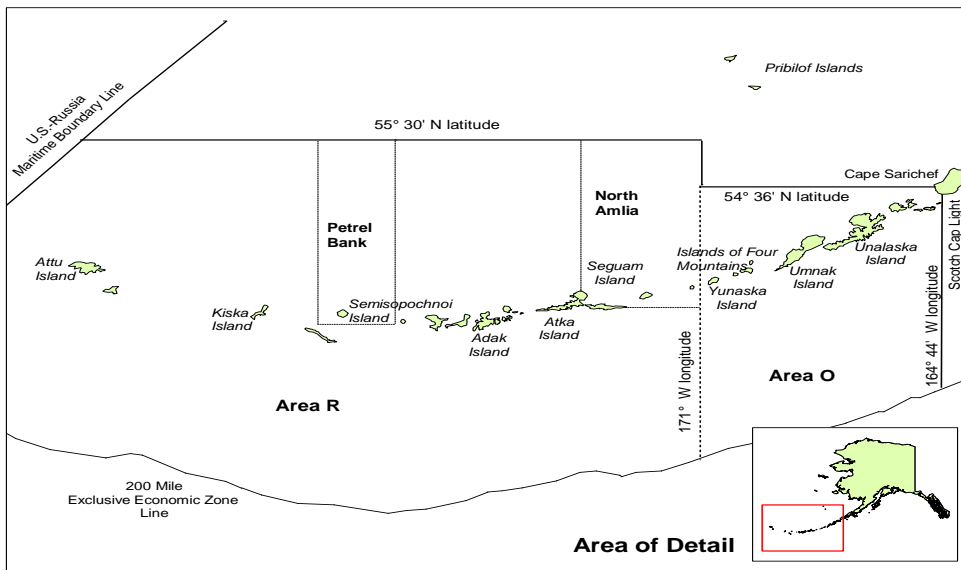 Pribilof Islands
U.S.-Russia
Maritime Boundary Line
55° 30' N latitude
Cape Sarichef
54° 36' N latitude
North
Amlia
Petrel
Bank
Scotch Cap Light
Attu
Island
Seguam
Island
Islands of Four
Mountains
Unalaska
Island
Umnak
Island
Yunaska
Island
Kiska
Island
Semisopochnoi
Island
Adak
Island
Atka
Island
164° 44' W longitude
171° W longitude
Area O
Area R
200 Mile
Exclusive Economic Zone
Line
Area of Detail